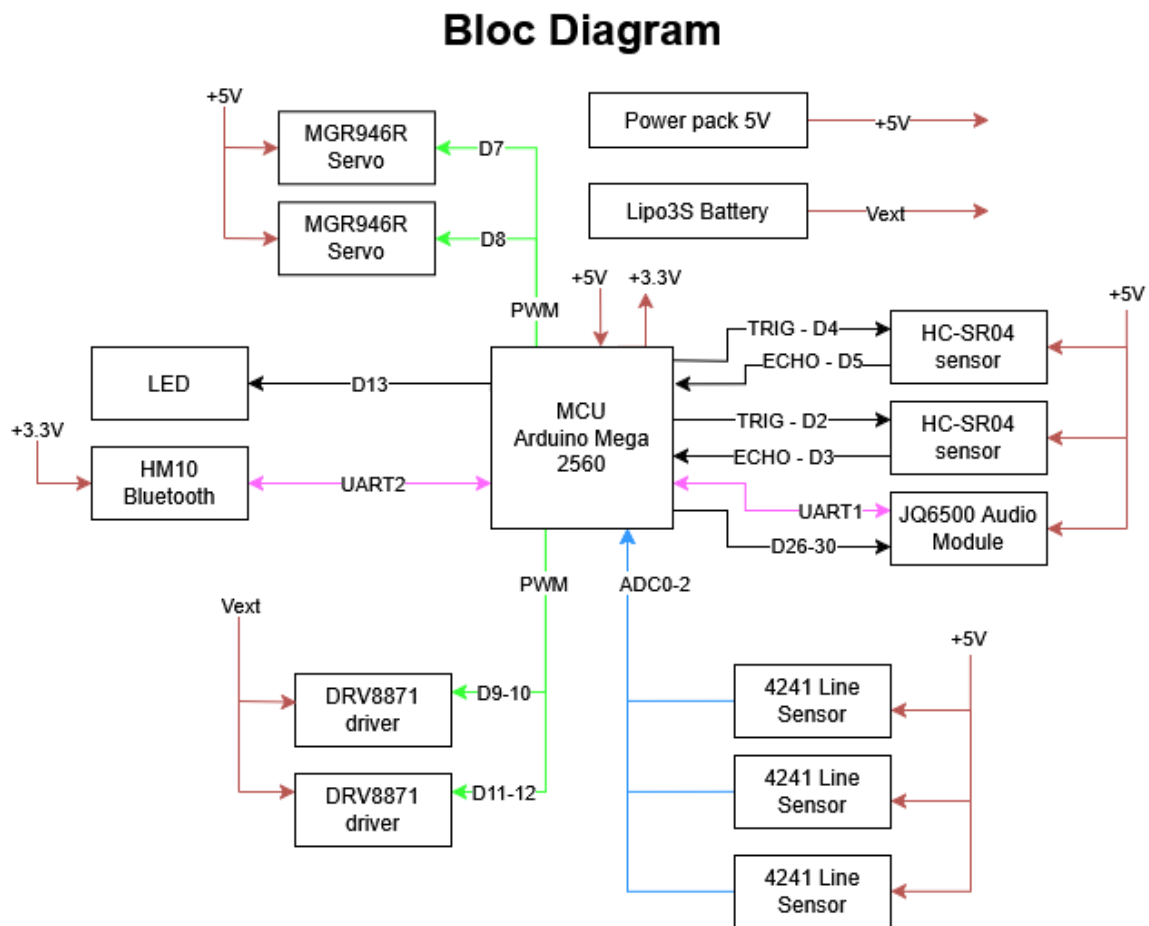 Bloc Diagram
+5V
MGR946R
Servo
D7
Power pack 5V
+5V
MGR946R
Servo
D8
Lipo3S Battery
Vext
+5V
+3.3V
PWM
+5V
TRIG - D4
HC-SR04
sensor
ECHO - D5
LED
D13
MCU
Arduino Mega
2560
TRIG - D2
HC-SR04
sensor
ECHO - D3
+3.3V
HM10
Bluetooth
UART2
UART1
JQ6500 Audio
Module
D26-30
PWM
ADC0-2
Vext
+5V
DRV8871
driver
D9-10
4241 Line
Sensor
DRV8871
driver
D11-12
4241 Line
Sensor
4241 Line
Sensor